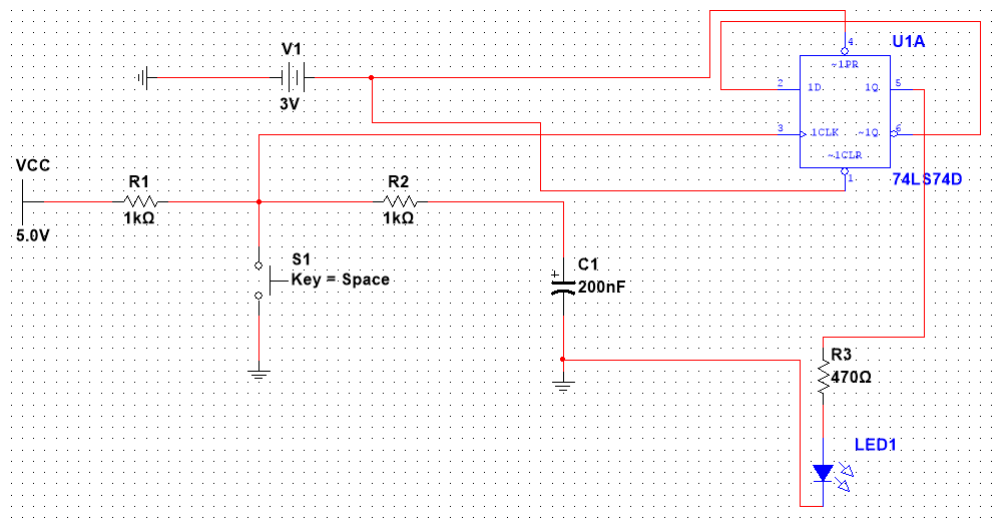 V1
3V
U1A
4
~1PR
2
1D
1Q
5
3
1CLK
~1Q
6
~1CLR
1
74LS74D
VCC
5.0V
R1
1kΩ
R2
1kΩ
S1
Key = Space
C1
+
200nF
R3
470Ω
LED1